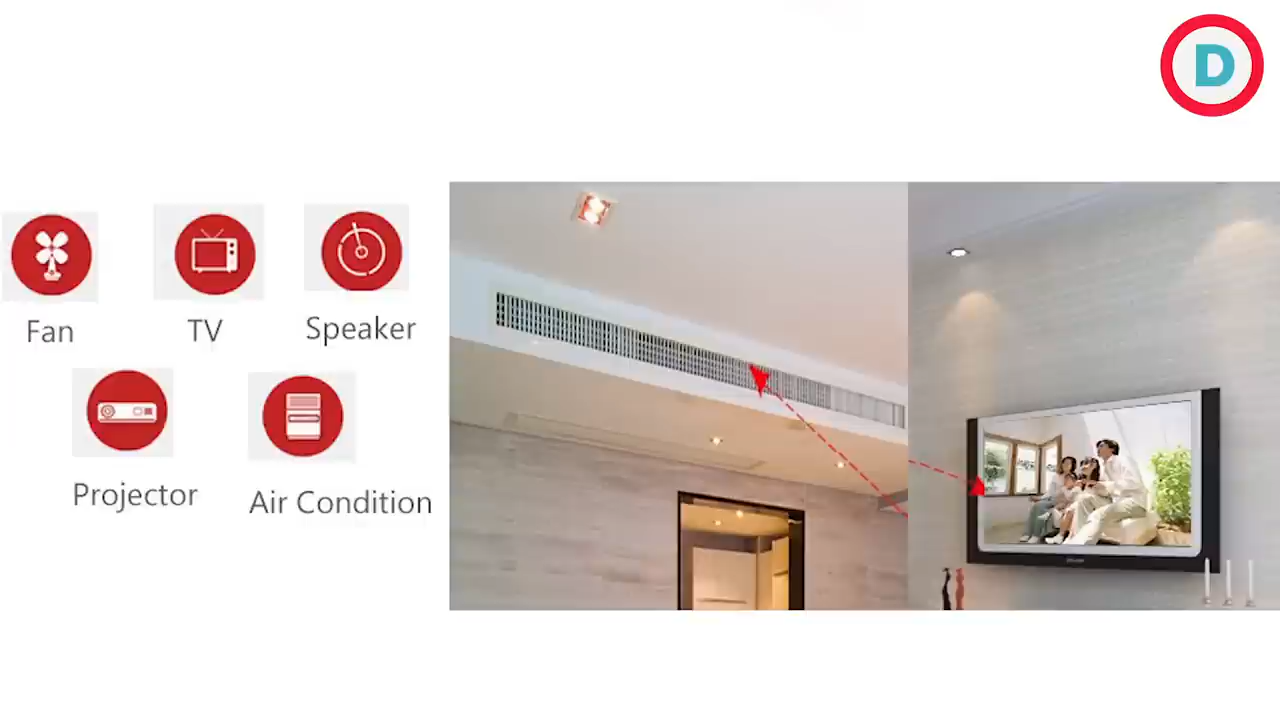 D
Fan
TV
Speaker
Projector
Air Condition